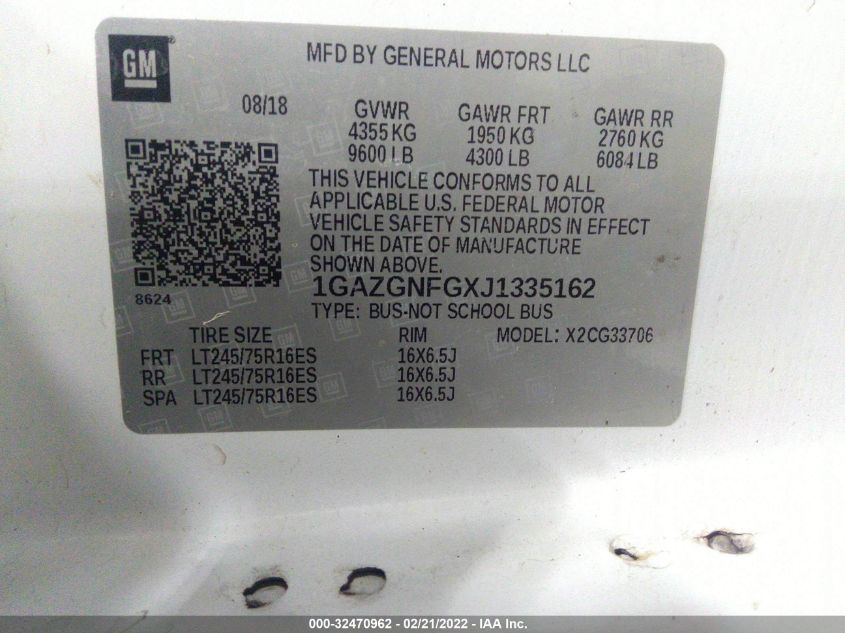 GM
MFD BY GENERAL MOTORS LLC
08/18 GVWR GAWR FRT GAWR RR
4355 KG 1950 KG 2760 KG
9600 LB 4300 LB 6084 LB
THIS VEHICLE CONFORMS TO ALL
APPLICABLE U.S. FEDERAL MOTOR
VEHICLE SAFETY STANDARDS IN EFFECT
ON THE DATE OF MANUFACTURE
SHOWN ABOVE.
8624
1GAZGNFGXJ1335162
TYPE: BUS-NOT SCHOOL BUS
TIRE SIZE RIM MODEL: X2CG33706
FRT LT245/75R16ES 16X6.5J
RR LT245/75R16ES 16X6.5J
SPA LT245/75R16ES 16X6.5J
000-32470962 - 02/21/2022 - IAA Inc.